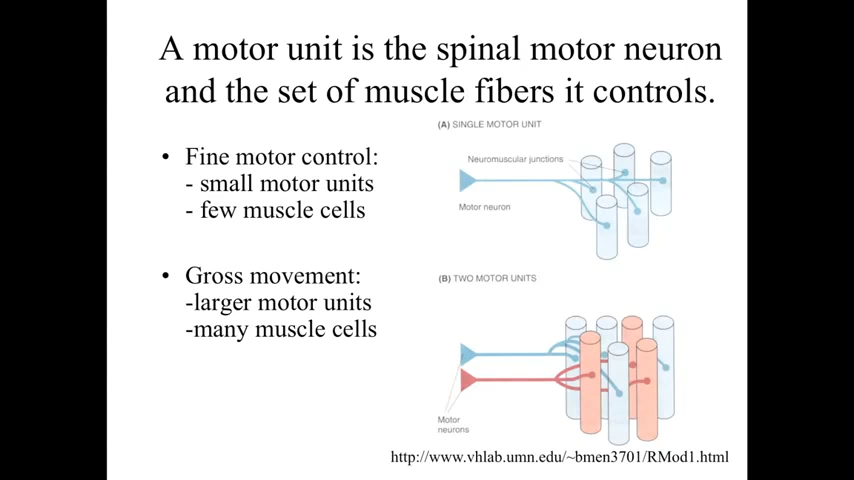 A motor unit is the spinal motor neuron
and the set of muscle fibers it controls.
• Fine motor control:
- small motor units
- few muscle cells
• Gross movement:
-larger motor units
-many muscle cells
(A) SINGLE MOTOR UNIT
Neuromuscular junctions
Motor neuron
(B) TWO MOTOR UNITS
Motor
neurons
http://www.vhlab.umn.edu/~bmen3701/RMod1.html